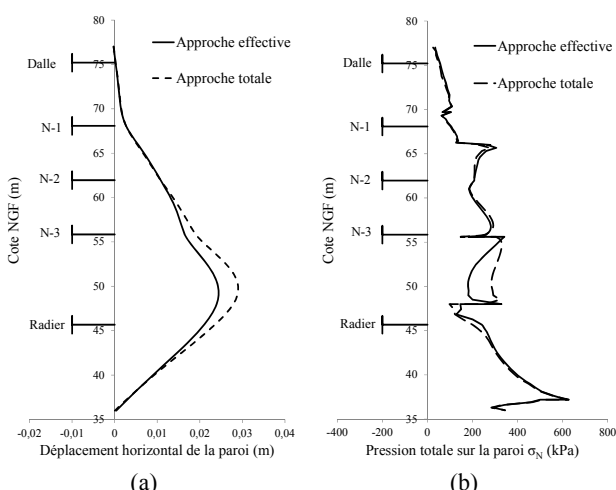 80
75
70
65
60
55
50
45
40
35
Cote NGF (m)
Dalle
N-1
N-2
N-3
Radier
Approche effective
Approche totale
-0,02 -0,01 0 0,01 0,02 0,03 0,04
Déplacement horizontal de la paroi (m)
(a)
80
75
70
65
60
55
50
45
40
35
Cote NGF (m)
Dalle
N-1
N-2
N-3
Radier
Approche effective
Approche totale
-400 -200 0 200 400 600 800
Pression totale sur la paroi σN (kPa)
(b)